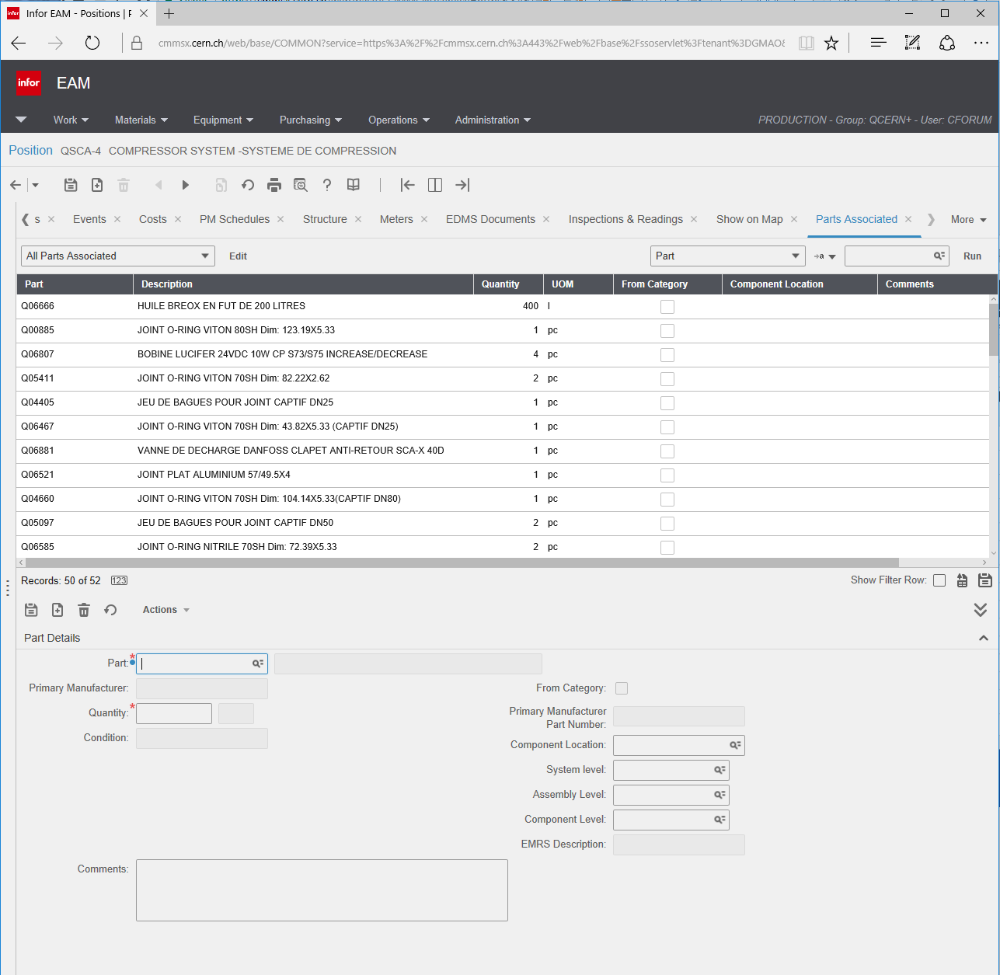 infor Infor EAM - Positions | F
cmmsx.cern.ch/web/base/COMMON?service=https%3A%2F%2Fcmmsx.cern.ch%3A443%2Fweb%2Fbase%2Fssoservlet%3Ftenant%3DGMAO&
infor EAM
Work Materials Equipment Purchasing Operations Administration PRODUCTION - Group: QCERN+ - User: CFORUM
Position QSCA-4 COMPRESSOR SYSTEM -SYSTEME DE COMPRESSION
s Events Costs PM Schedules Structure Meters EDMS Documents Inspections & Readings Show on Map Parts Associated More
All Parts Associated Edit Part a Run
Part Description Quantity UOM From Category Component Location Comments
Q06666 HUILE BREOX EN FUT DE 200 LITRES 400 l
Q00885 JOINT O-RING VITON 80SH Dim: 123.19X5.33 1 pc
Q06807 BOBINE LUCIFER 24VDC 10W CP S73/S75 INCREASE/DECREASE 4 pc
Q05411 JOINT O-RING VITON 70SH Dim: 82.22X2.62 2 pc
Q04405 JEU DE BAGUES POUR JOINT CAPTIF DN25 1 pc
Q06467 JOINT O-RING VITON 70SH Dim: 43.82X5.33 (CAPTIF DN25) 1 pc
Q06881 VANNE DE DECHARGE DANFOSS CLAPET ANTI-RETOUR SCA-X 40D 1 pc
Q06521 JOINT PLAT ALUMINIUM 57/49.5X4 1 pc
Q04660 JOINT O-RING VITON 70SH Dim: 104.14X5.33(CAPTIF DN80) 1 pc
Q05097 JEU DE BAGUES POUR JOINT CAPTIF DN50 2 pc
Q06585 JOINT O-RING NITRILE 70SH Dim: 72.39X5.33 2 pc
Records: 50 of 52 123 Show Filter Row:
Actions
Part Details
Part:*
Primary Manufacturer: From Category:
Quantity:* Primary Manufacturer
Part Number:
Condition: Component Location:
System level:
Assembly Level:
Component Level:
EMRS Description:
Comments: